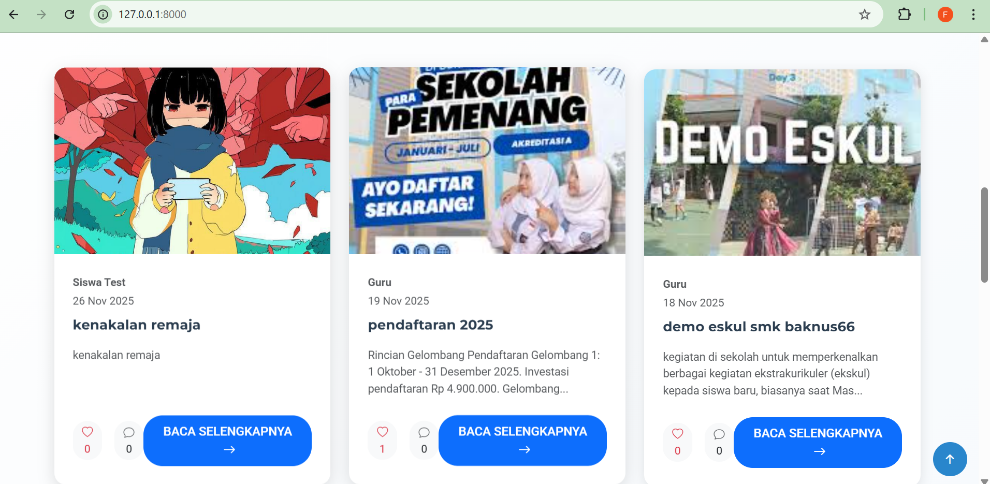 127.0.0.1:8000
F
SEKOLAH
PARA
PEMENANG
JANUARI - JULI
AKREDITASI A
AYO DAFTAR
SEKARANG!
Day 3
DEMO ESKUL
Siswa Test
26 Nov 2025
kenakalan remaja
kenakalan remaja
0
0
BACA SELENGKAPNYA
→
Guru
19 Nov 2025
pendaftaran 2025
Rincian Gelombang Pendaftaran Gelombang 1:
1 Oktober - 31 Desember 2025. Investasi
pendaftaran Rp 4.900.000. Gelombang...
1
0
BACA SELENGKAPNYA
→
Guru
18 Nov 2025
demo eskul smk baknus66
kegiatan di sekolah untuk memperkenalkan
berbagai kegiatan ekstrakurikuler (ekskul)
kepada siswa baru, biasanya saat Mas...
0
0
BACA SELENGKAPNYA
→